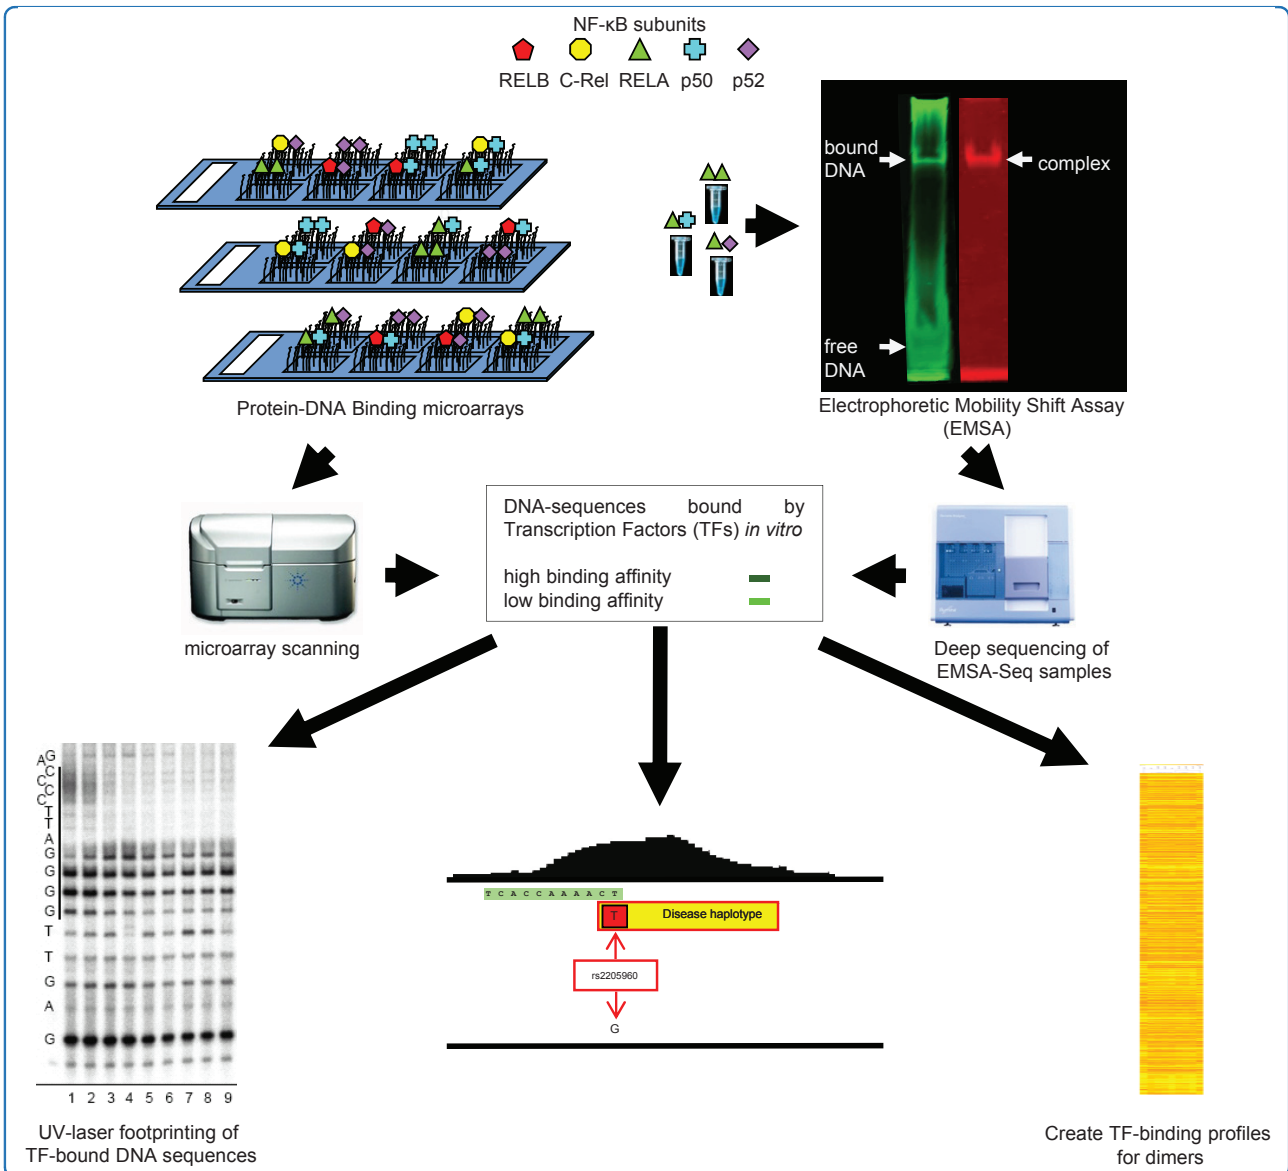 NF-κB subunits
RELB C-Rel RELA p50 p52
bound
DNA
complex
free
DNA
Protein-DNA Binding microarrays
Electrophoretic Mobility Shift Assay
(EMSA)
DNA-sequences bound by
Transcription Factors (TFs) in vitro
high binding affinity
low binding affinity
microarray scanning
Deep sequencing of
EMSA-Seq samples
G
A
C
C
C
C
C
T
T
A
G
G
G
G
T
T
G
A
G
1 2 3 4 5 6 7 8 9
UV-laser footprinting of
TF-bound DNA sequences
T C A C C A A A A C T
T
Disease haplotype
rs2205960
G
Create TF-binding profiles
for dimers